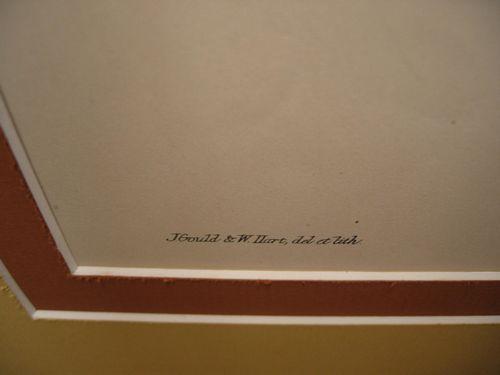 J Gould & W. Hart, del et lith.